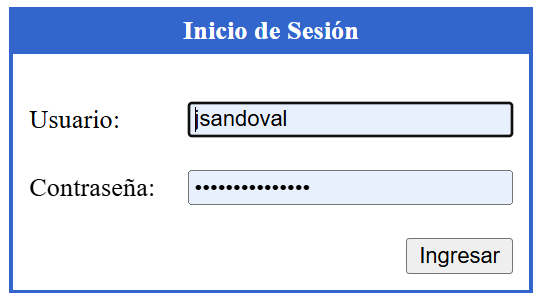 Inicio de Sesión
Usuario: jsandoval
Contraseña: •••••••••••••••
Ingresar